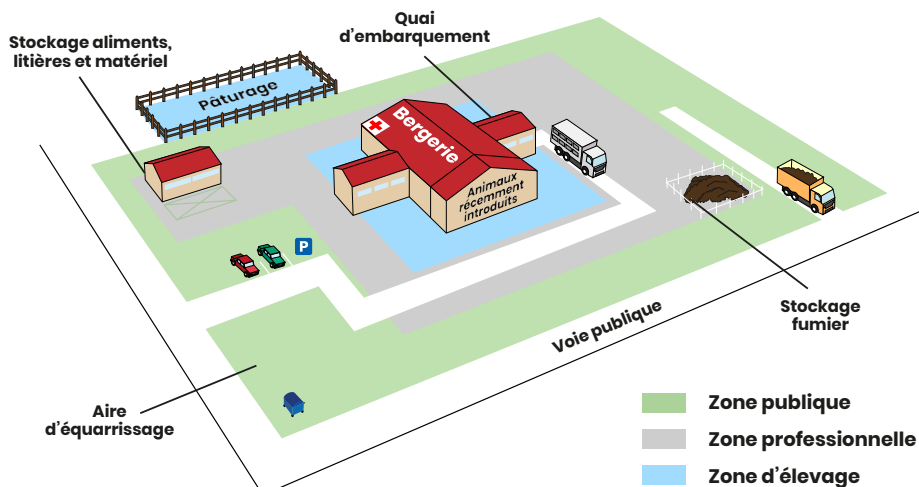 Quai
d'embarquement
Stockage aliments,
litières et matériel
Pâturage
Bergerie
Animaux
récemment
introduits
P
Stockage
fumier
Voie publique
Aire
d'équarrissage
Zone publique
Zone professionnelle
Zone d'élevage